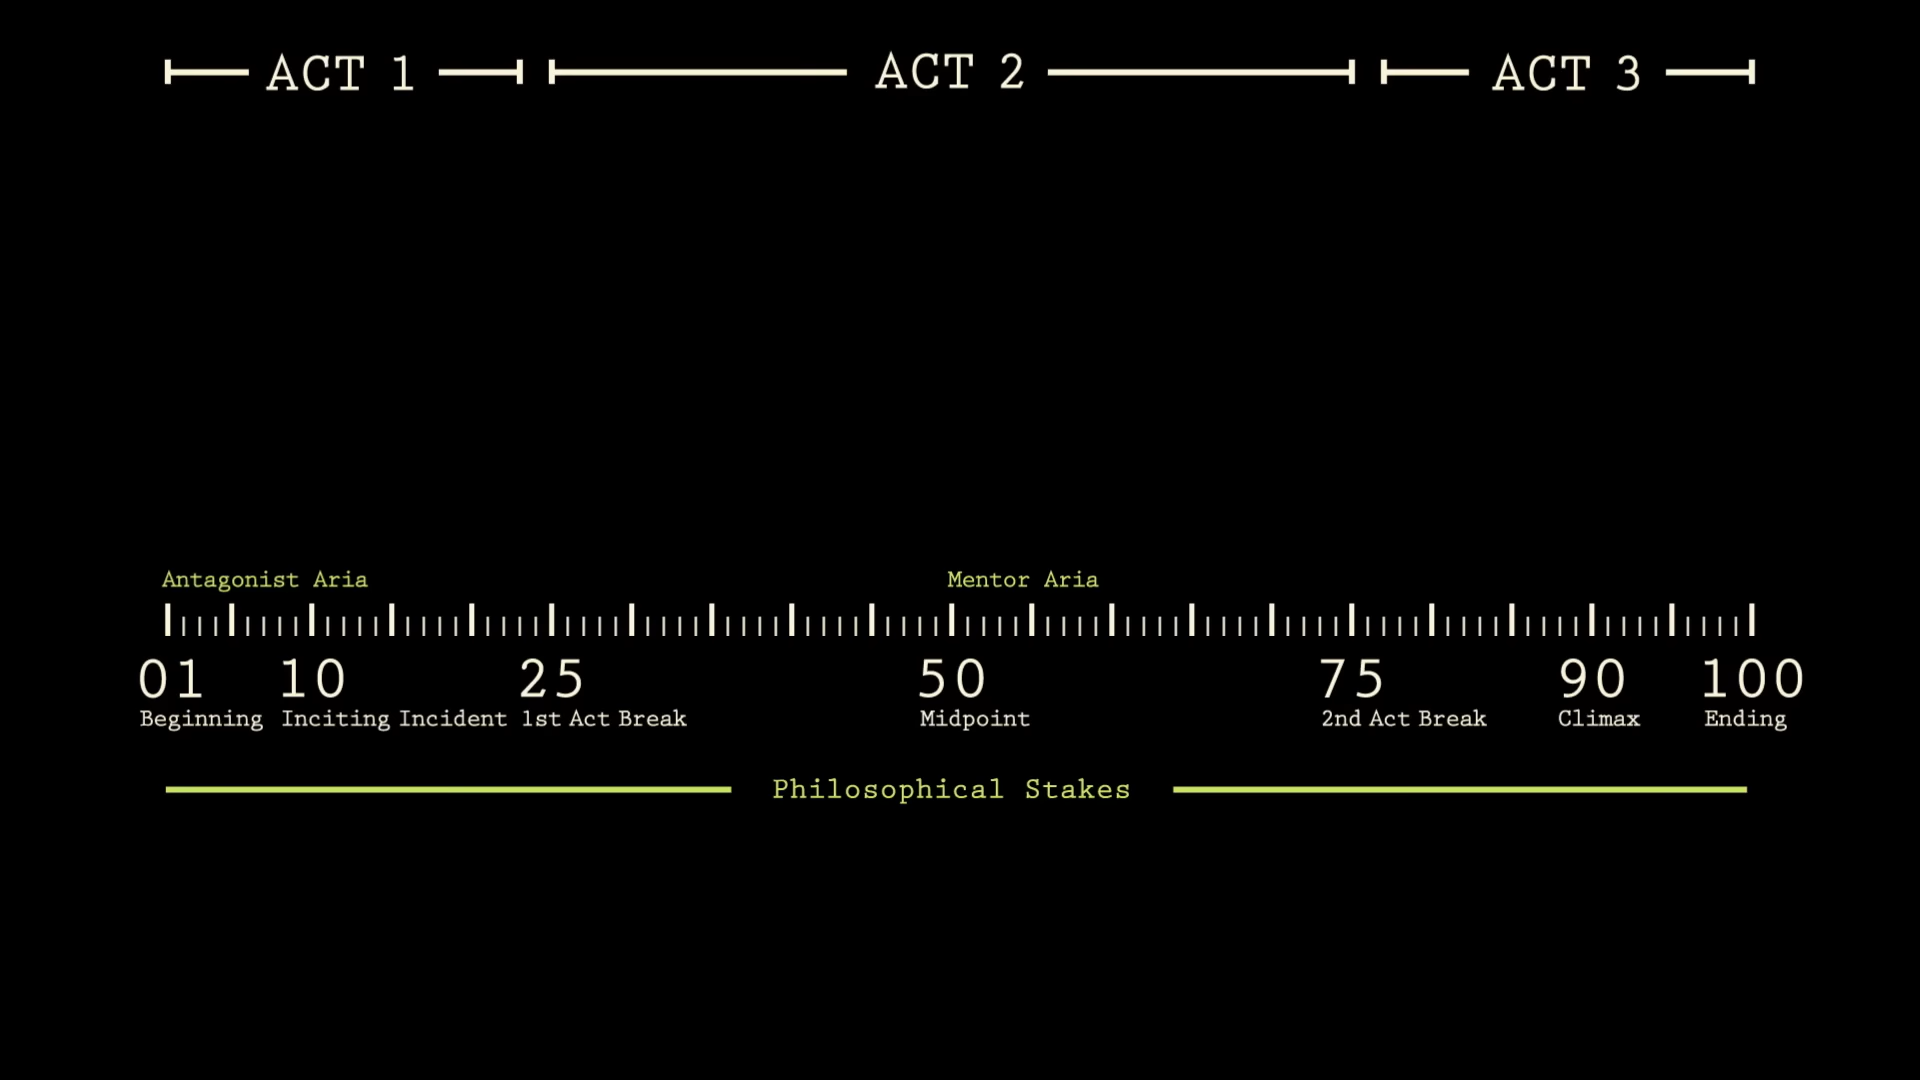 ACT 1 ACT 2 ACT 3
Antagonist Aria Mentor Aria
01 10 25 50 75 90 100
Beginning Inciting Incident 1st Act Break Midpoint 2nd Act Break Climax Ending
Philosophical Stakes